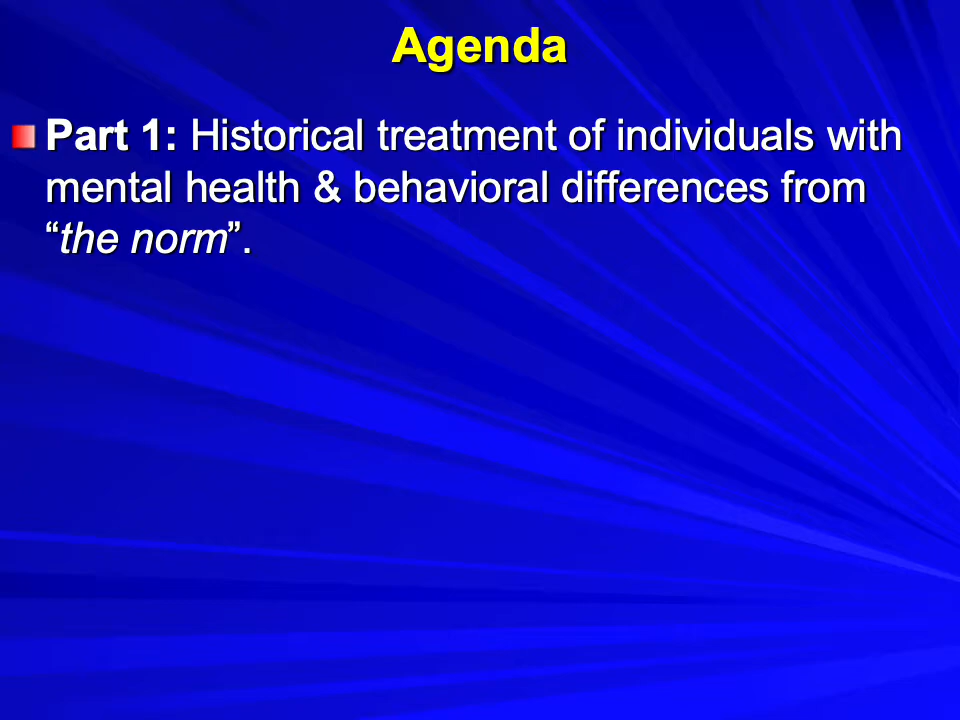 Agenda
Part 1: Historical treatment of individuals with
mental health & behavioral differences from
“the norm”.